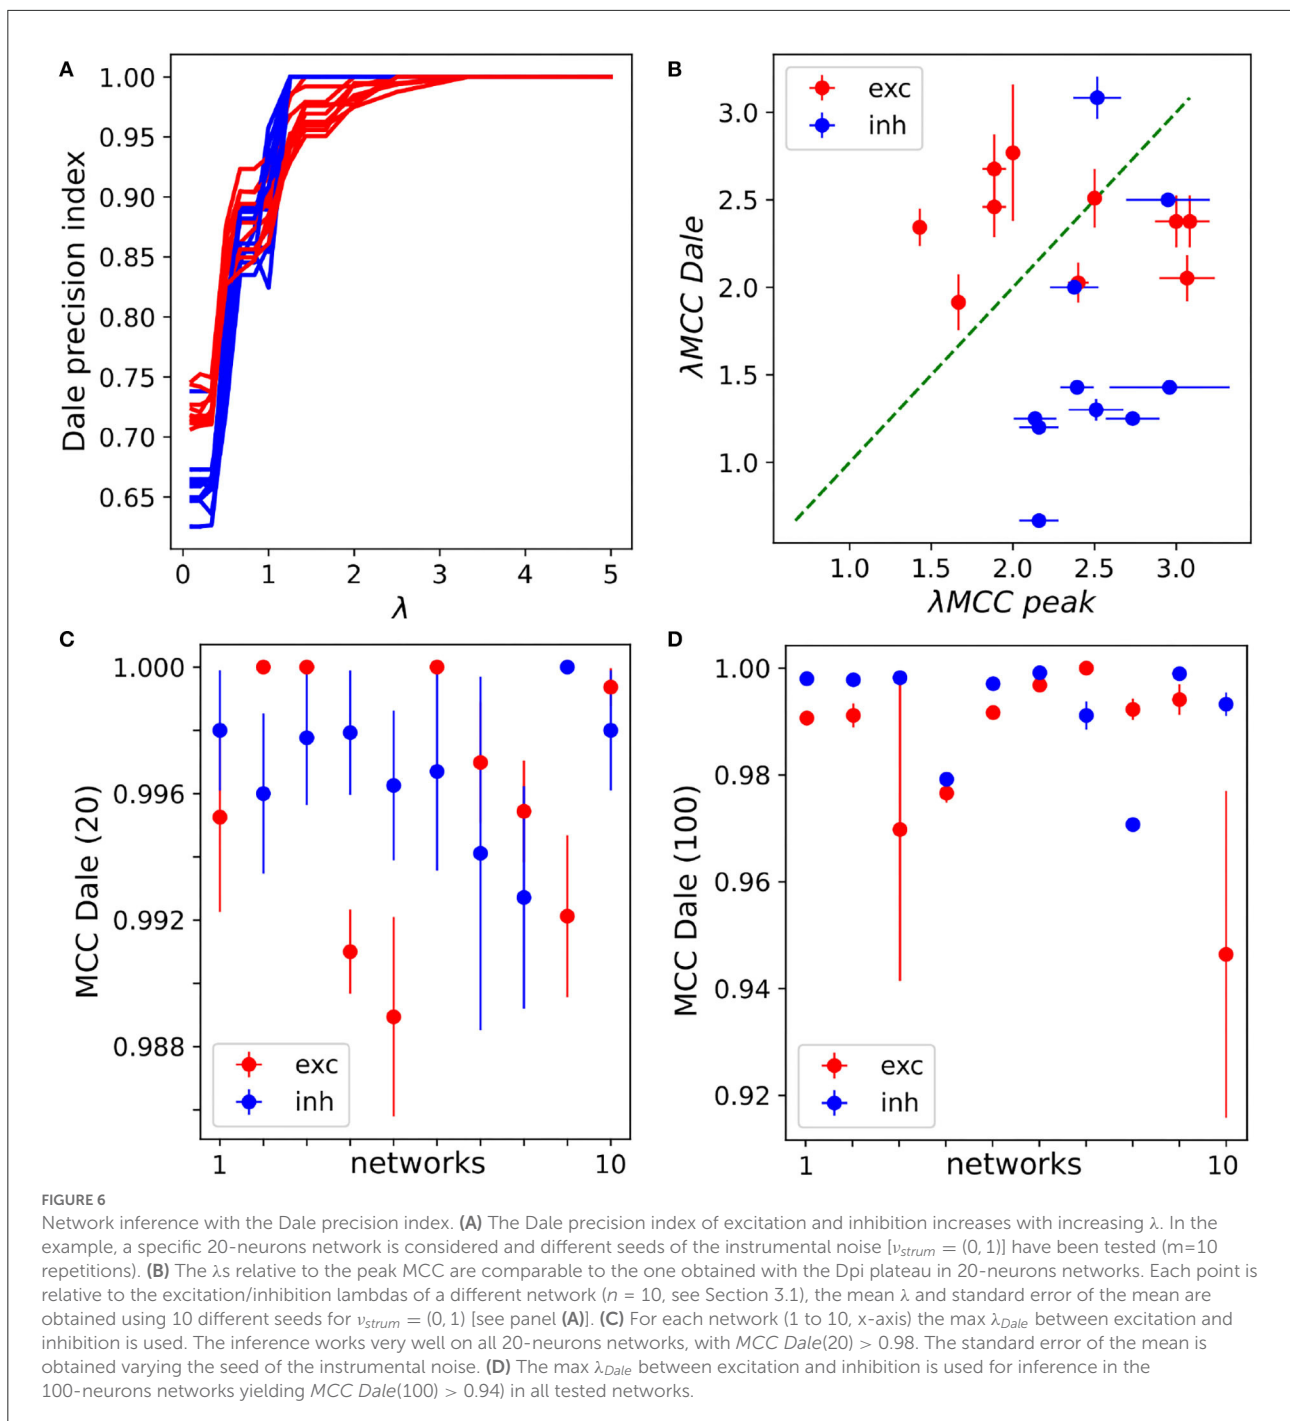 A
1.00
0.95
0.90
0.85
0.80
0.75
0.70
0.65
Dale precision index
0
1
2
3
4
5
λ
B
exc
inh
3.0
2.5
2.0
1.5
1.0
λMCC Dale
1.0
1.5
2.0
2.5
3.0
λMCC peak
C
1.000
0.996
0.992
0.988
MCC Dale (20)
exc
inh
1
networks
10
D
1.00
0.98
0.96
0.94
0.92
MCC Dale (100)
exc
inh
1
networks
10
FIGURE 6
Network inference with the Dale precision index. (A) The Dale precision index of excitation and inhibition increases with increasing λ. In the
example, a specific 20-neurons network is considered and different seeds of the instrumental noise [νstrum = (0, 1)] have been tested (m=10
repetitions). (B) The λs relative to the peak MCC are comparable to the one obtained with the Dpi plateau in 20-neurons networks. Each point is
relative to the excitation/inhibition lambdas of a different network (n = 10, see Section 3.1), the mean λ and standard error of the mean are
obtained using 10 different seeds for νstrum = (0, 1) [see panel (A)]. (C) For each network (1 to 10, x-axis) the max λDale between excitation and
inhibition is used. The inference works very well on all 20-neurons networks, with MCC Dale(20) > 0.98. The standard error of the mean is
obtained varying the seed of the instrumental noise. (D) The max λDale between excitation and inhibition is used for inference in the
100-neurons networks yielding MCC Dale(100) > 0.94) in all tested networks.